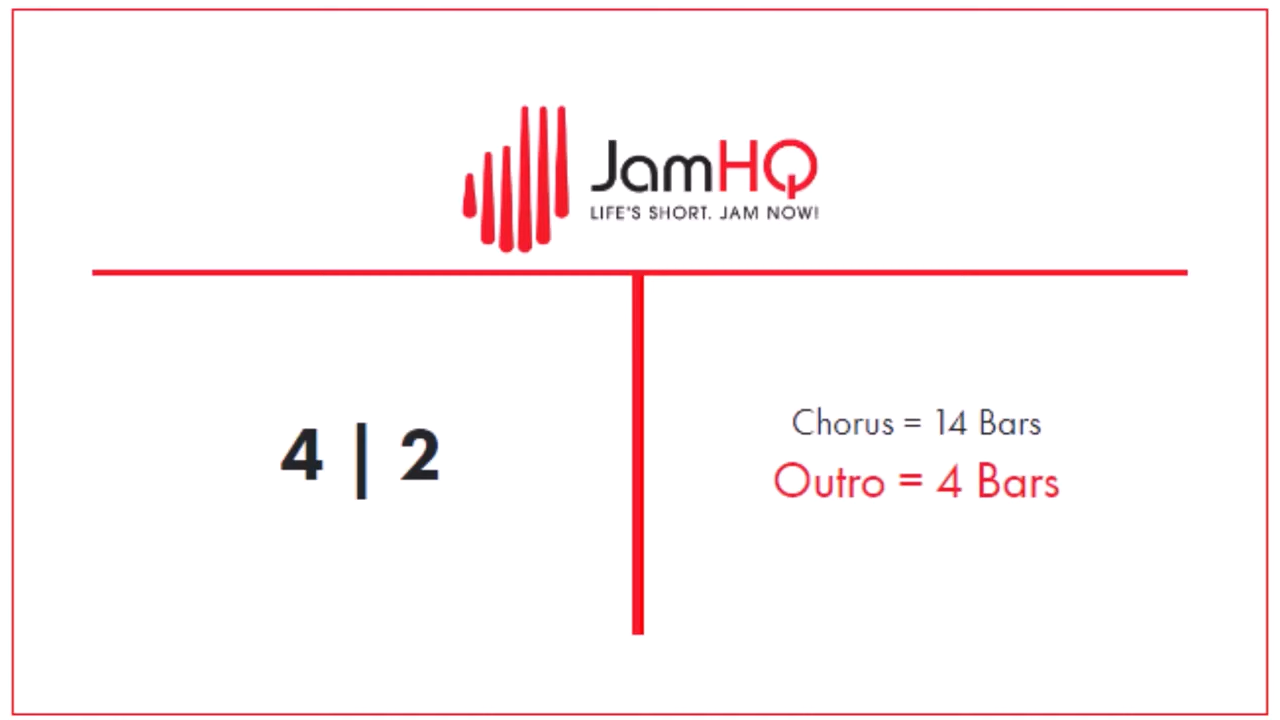 JamHQ
LIFE'S SHORT. JAM NOW!
4 | 2
Chorus = 14 Bars
Outro = 4 Bars